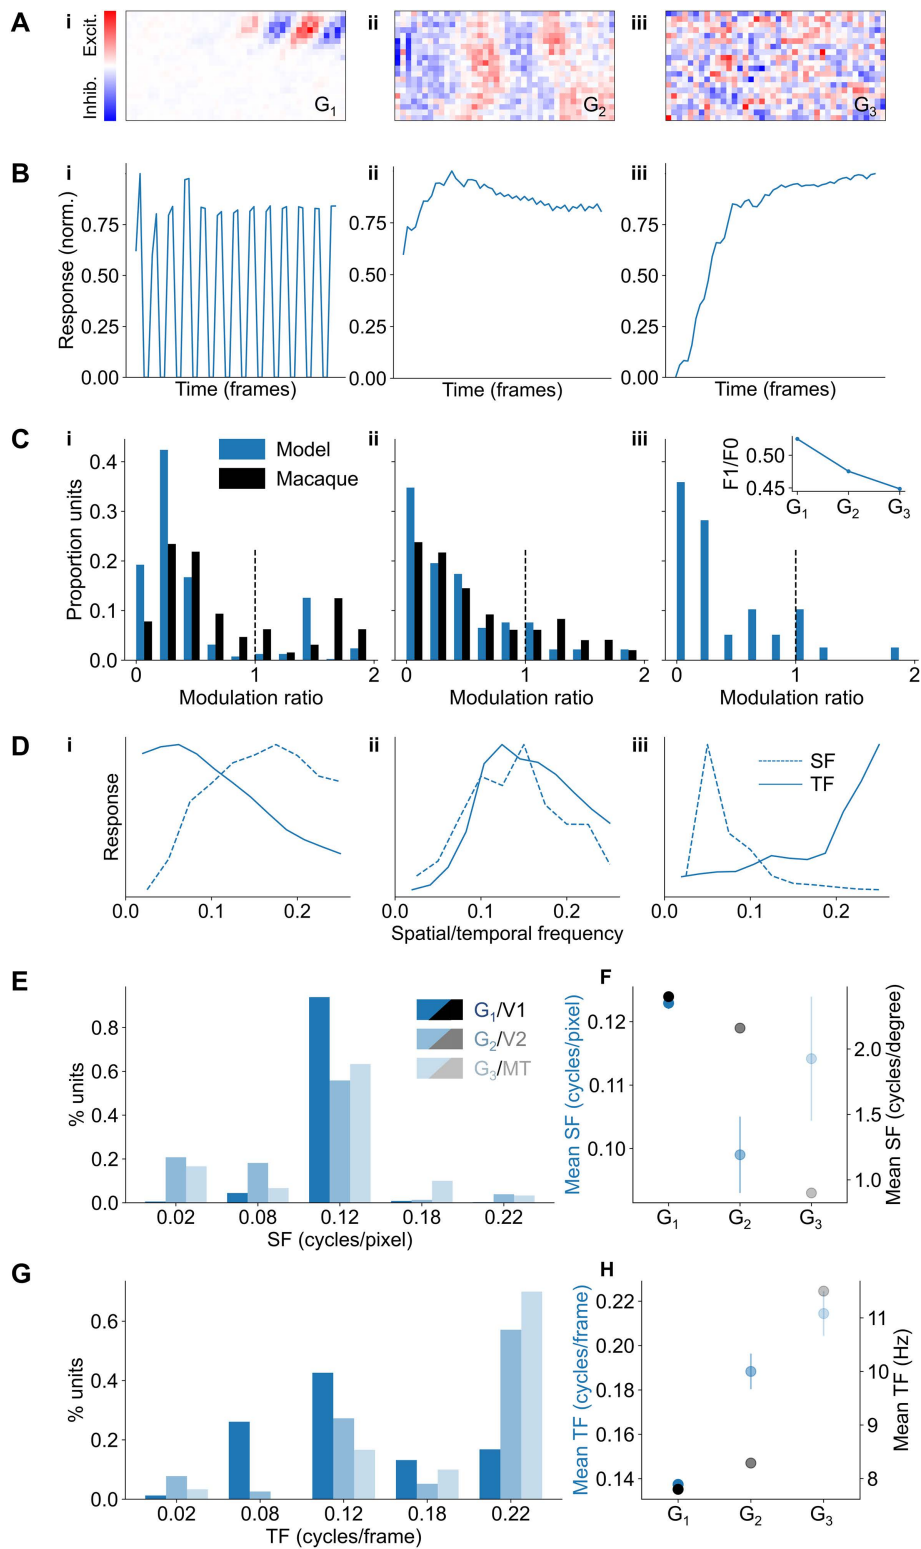 A
i
ii
iii
Inhib. Excit.
G1
G2
G3
B
i
ii
iii
Response (norm.)
0.75
0.50
0.25
0.00
Time (frames)
0.75
0.50
0.25
0.00
Time (frames)
0.75
0.50
0.25
0.00
Time (frames)
C
i
ii
iii
Proportion units
0.4
0.3
0.2
0.1
0.0
Model
Macaque
F1/F0
0.50
0.45
G1 G2 G3
0 1 2
0 1 2
0 1 2
Modulation ratio
Modulation ratio
Modulation ratio
D
i
ii
iii
Response
SF
TF
0.0 0.1 0.2
0.0 0.1 0.2
0.0 0.1 0.2
Spatial/temporal frequency
E
% units
0.8
0.6
0.4
0.2
0.0
G1/V1
G2/V2
G3/MT
0.02 0.08 0.12 0.18 0.22
SF (cycles/pixel)
F
Mean SF (cycles/pixel)
0.12
0.11
0.10
2.0
1.5
1.0
Mean SF (cycles/degree)
G1 G2 G3
G
% units
0.6
0.4
0.2
0.0
0.02 0.08 0.12 0.18 0.22
TF (cycles/frame)
H
Mean TF (cycles/frame)
0.22
0.20
0.18
0.16
0.14
11
10
9
8
Mean TF (Hz)
G1 G2 G3